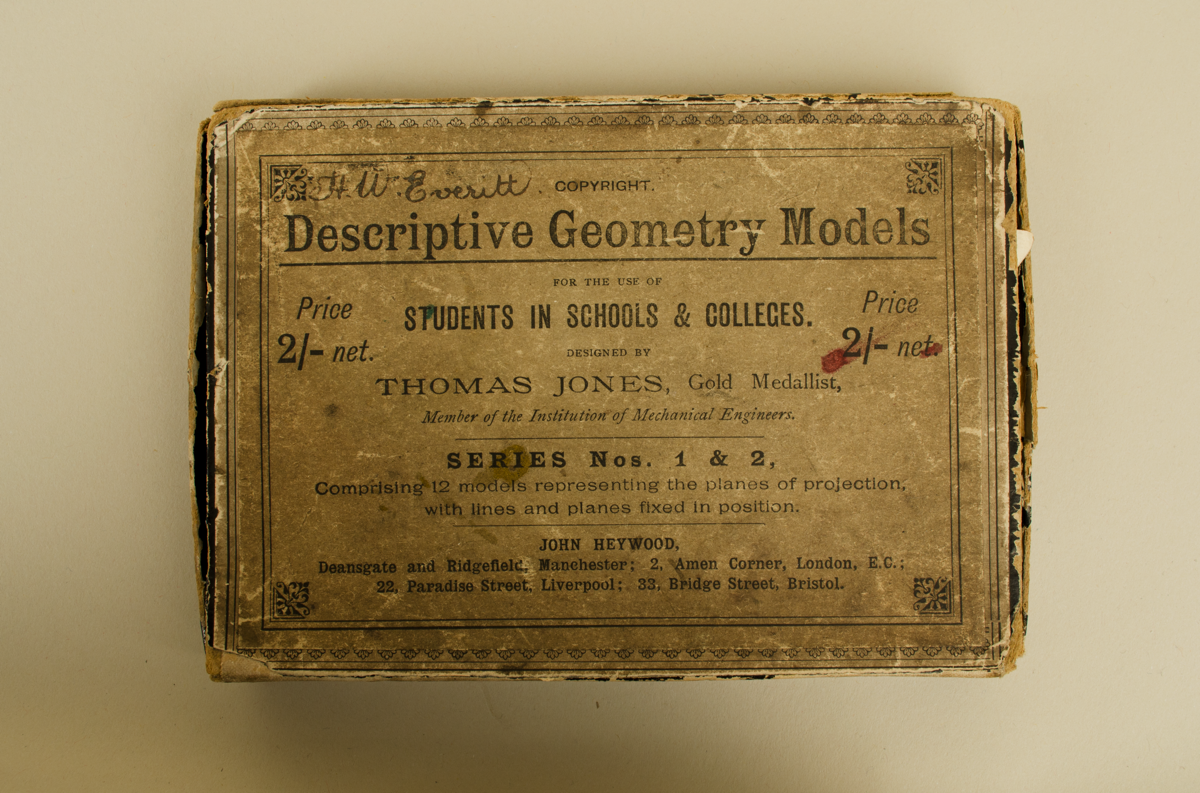 H. W. Everitt. COPYRIGHT.
Descriptive Geometry Models
FOR THE USE OF
STUDENTS IN SCHOOLS & COLLEGES.
Price
2/- net.
Price
2/- net.
DESIGNED BY
THOMAS JONES, Gold Medallist,
Member of the Institution of Mechanical Engineers.
SERIES Nos. 1 & 2,
Comprising 12 models representing the planes of projection,
with lines and planes fixed in position.
JOHN HEYWOOD,
Deansgate and Ridgefield, Manchester; 2, Amen Corner, London, E.C.;
22, Paradise Street, Liverpool; 33, Bridge Street, Bristol.